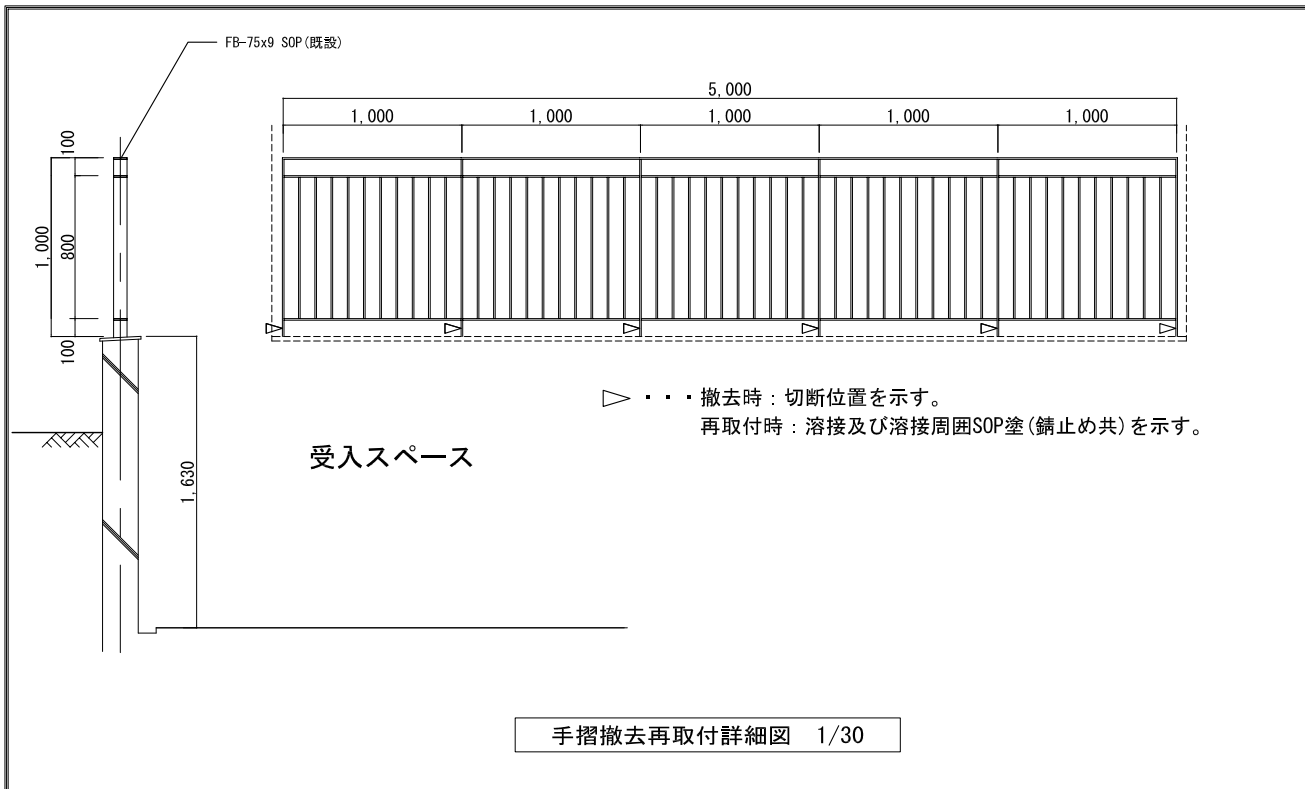 FB-75x9 SOP(既設)
5,000
1,000
1,000
1,000
1,000
1,000
100
1,000
800
100
▷・・・撤去時：切断位置を示す。
再取付時：溶接及び溶接周囲SOP塗(錆止め共)を示す。
受入スペース
1,630
手摺撤去再取付詳細図 1/30